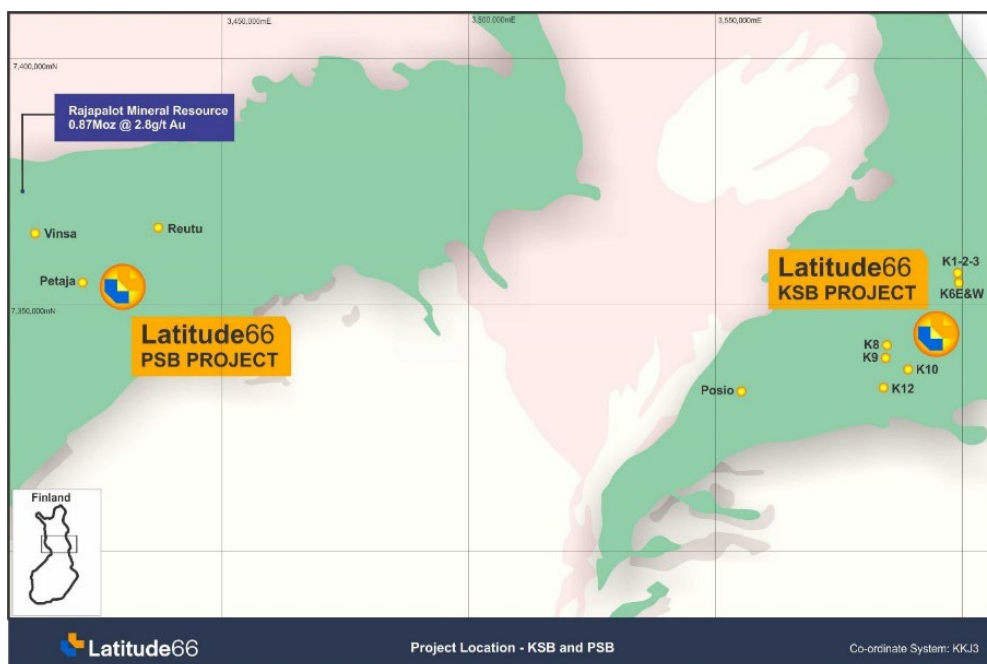 3,450,000mE
3,500,000mE
3,550,000mE
7,400,000mN
Rajapalot Mineral Resource
0.87Moz @ 2.8g/t Au
Vinsa
Reutu
Petaja
7,350,000mN
Latitude66
PSB PROJECT
Latitude66
KSB PROJECT
K1-2-3
K6E&W
K8
K9
K10
K12
Posio
Finland
Latitude66
Project Location - KSB and PSB
Co-ordinate System: KKJ3